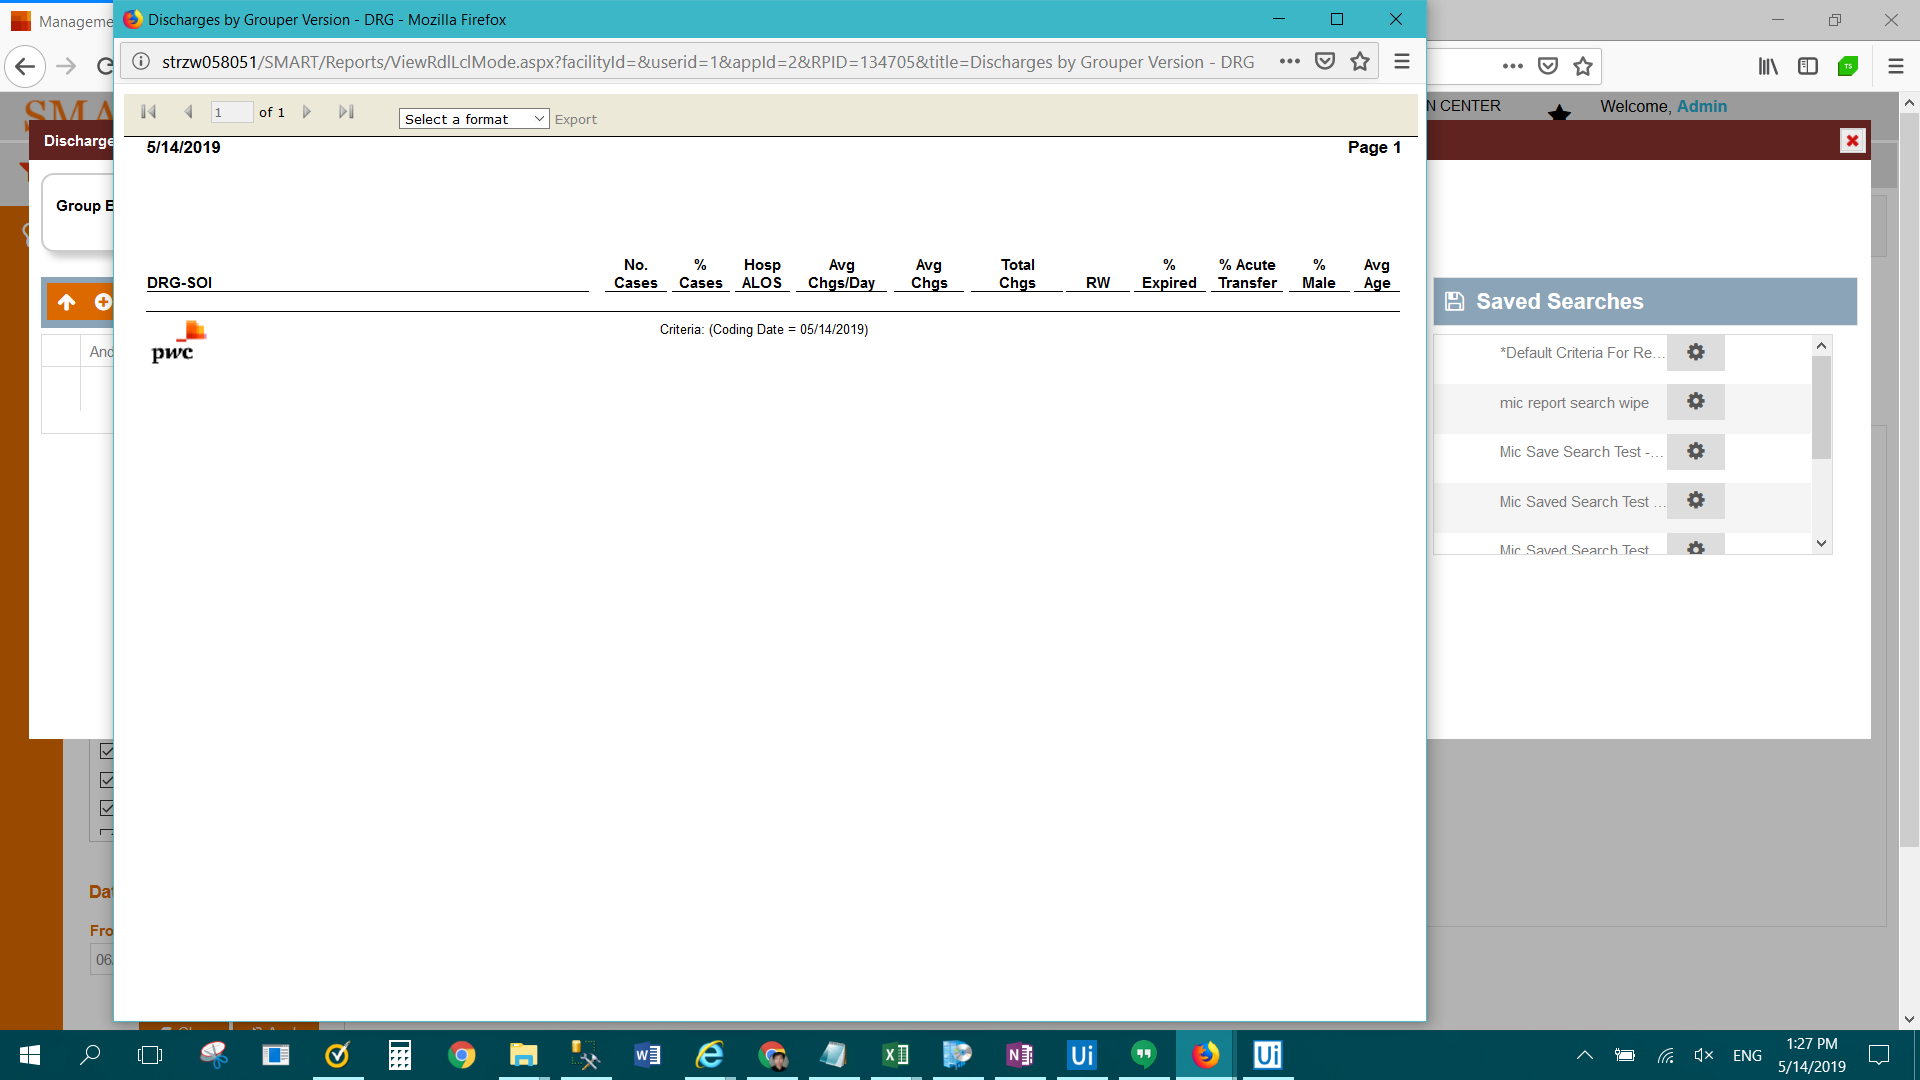 Manageme
Discharges by Grouper Version - DRG - Mozilla Firefox
strzw058051/SMART/Reports/ViewRdlLclMode.aspx?facilityId=&userid=1&appId=2&RPID=134705&title=Discharges by Grouper Version - DRG
SMA
N CENTER
Welcome, Admin
1 of 1
Select a format
Export
Discharge
5/14/2019
Page 1
Group E
DRG-SOI
No. Cases
% Cases
Hosp ALOS
Avg Chgs/Day
Avg Chgs
Total Chgs
RW
% Expired
% Acute Transfer
% Male
Avg Age
Criteria: (Coding Date = 05/14/2019)
pwc
And
Saved Searches
*Default Criteria For Re...
mic report search wipe
Mic Save Search Test -...
Mic Saved Search Test ...
Mic Saved Search Test
Dat
Fro
06
ENG
1:27 PM
5/14/2019